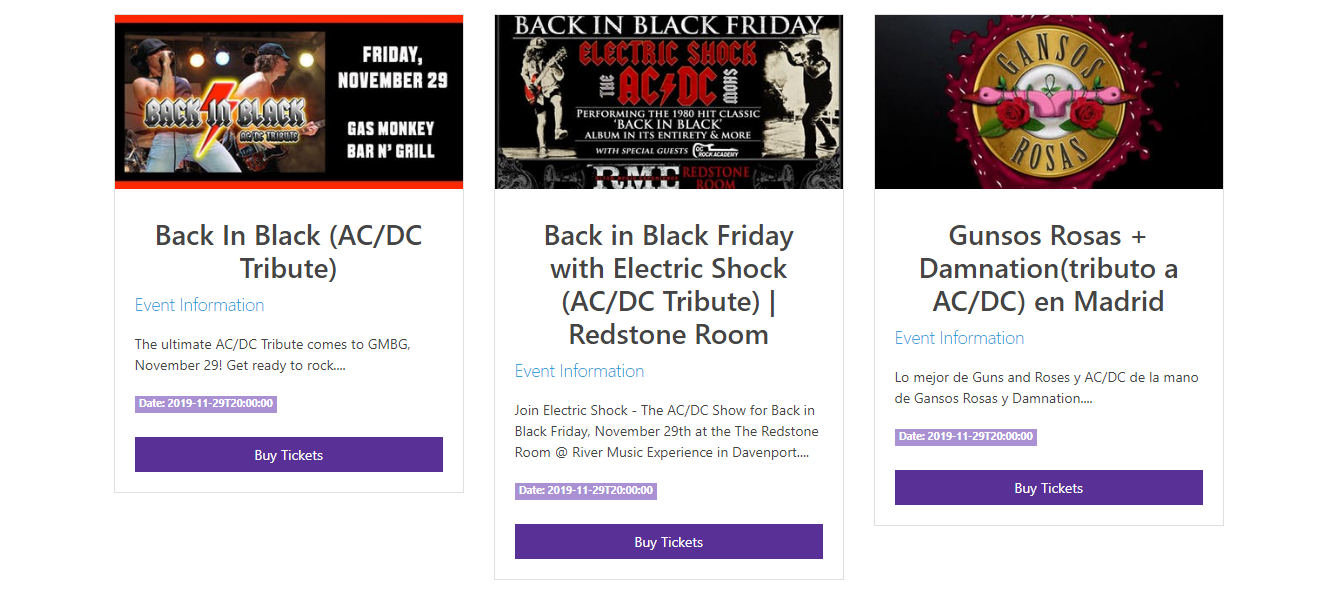 FRIDAY,
NOVEMBER 29
GAS MONKEY
BAR N' GRILL
BACK IN BLACK
AC/DC TRIBUTE
Back In Black (AC/DC
Tribute)
Event Information
The ultimate AC/DC Tribute comes to GMBG,
November 29! Get ready to rock....
Date: 2019-11-29T20:00:00
Buy Tickets
BACK IN BLACK FRIDAY
ELECTRIC SHOCK
THE AC/DC SHOW
PERFORMING THE 1980 HIT CLASSIC
'BACK IN BLACK'
ALBUM IN ITS ENTIRETY & MORE
WITH SPECIAL GUESTS QC ROCK ACADEMY
RME REDSTONE
ROOM
Back in Black Friday
with Electric Shock
(AC/DC Tribute) |
Redstone Room
Event Information
Join Electric Shock - The AC/DC Show for Back in
Black Friday, November 29th at the The Redstone
Room @ River Music Experience in Davenport....
Date: 2019-11-29T20:00:00
Buy Tickets
GANSOS
ROSAS
Gunsos Rosas +
Damnation(tributo a
AC/DC) en Madrid
Event Information
Lo mejor de Guns and Roses y AC/DC de la mano
de Gansos Rosas y Damnation....
Date: 2019-11-29T20:00:00
Buy Tickets